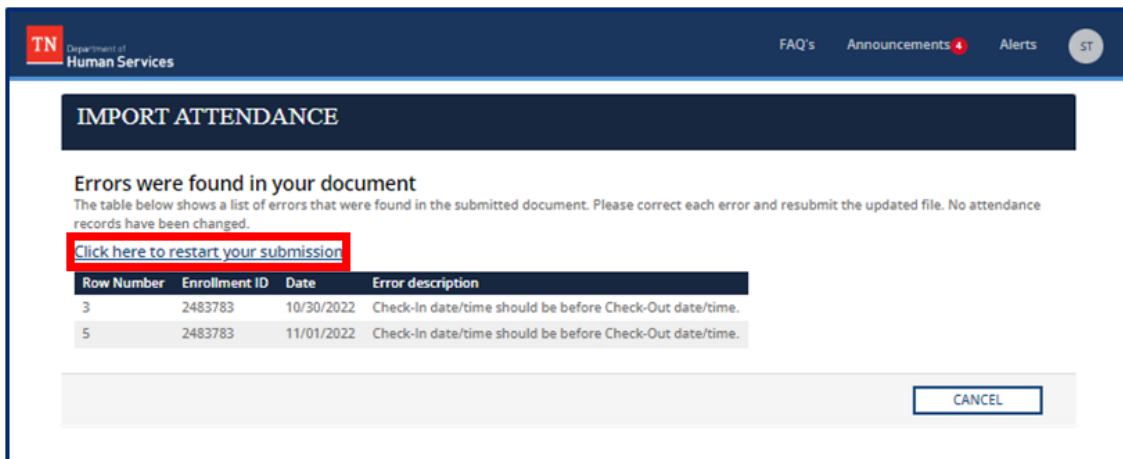 TN Department of Human Services
FAQ's Announcements 4 Alerts ST
IMPORT ATTENDANCE
Errors were found in your document
The table below shows a list of errors that were found in the submitted document. Please correct each error and resubmit the updated file. No attendance
records have been changed.
Click here to restart your submission
Row Number Enrollment ID Date Error description
3 2483783 10/30/2022 Check-In date/time should be before Check-Out date/time.
5 2483783 11/01/2022 Check-In date/time should be before Check-Out date/time.
CANCEL